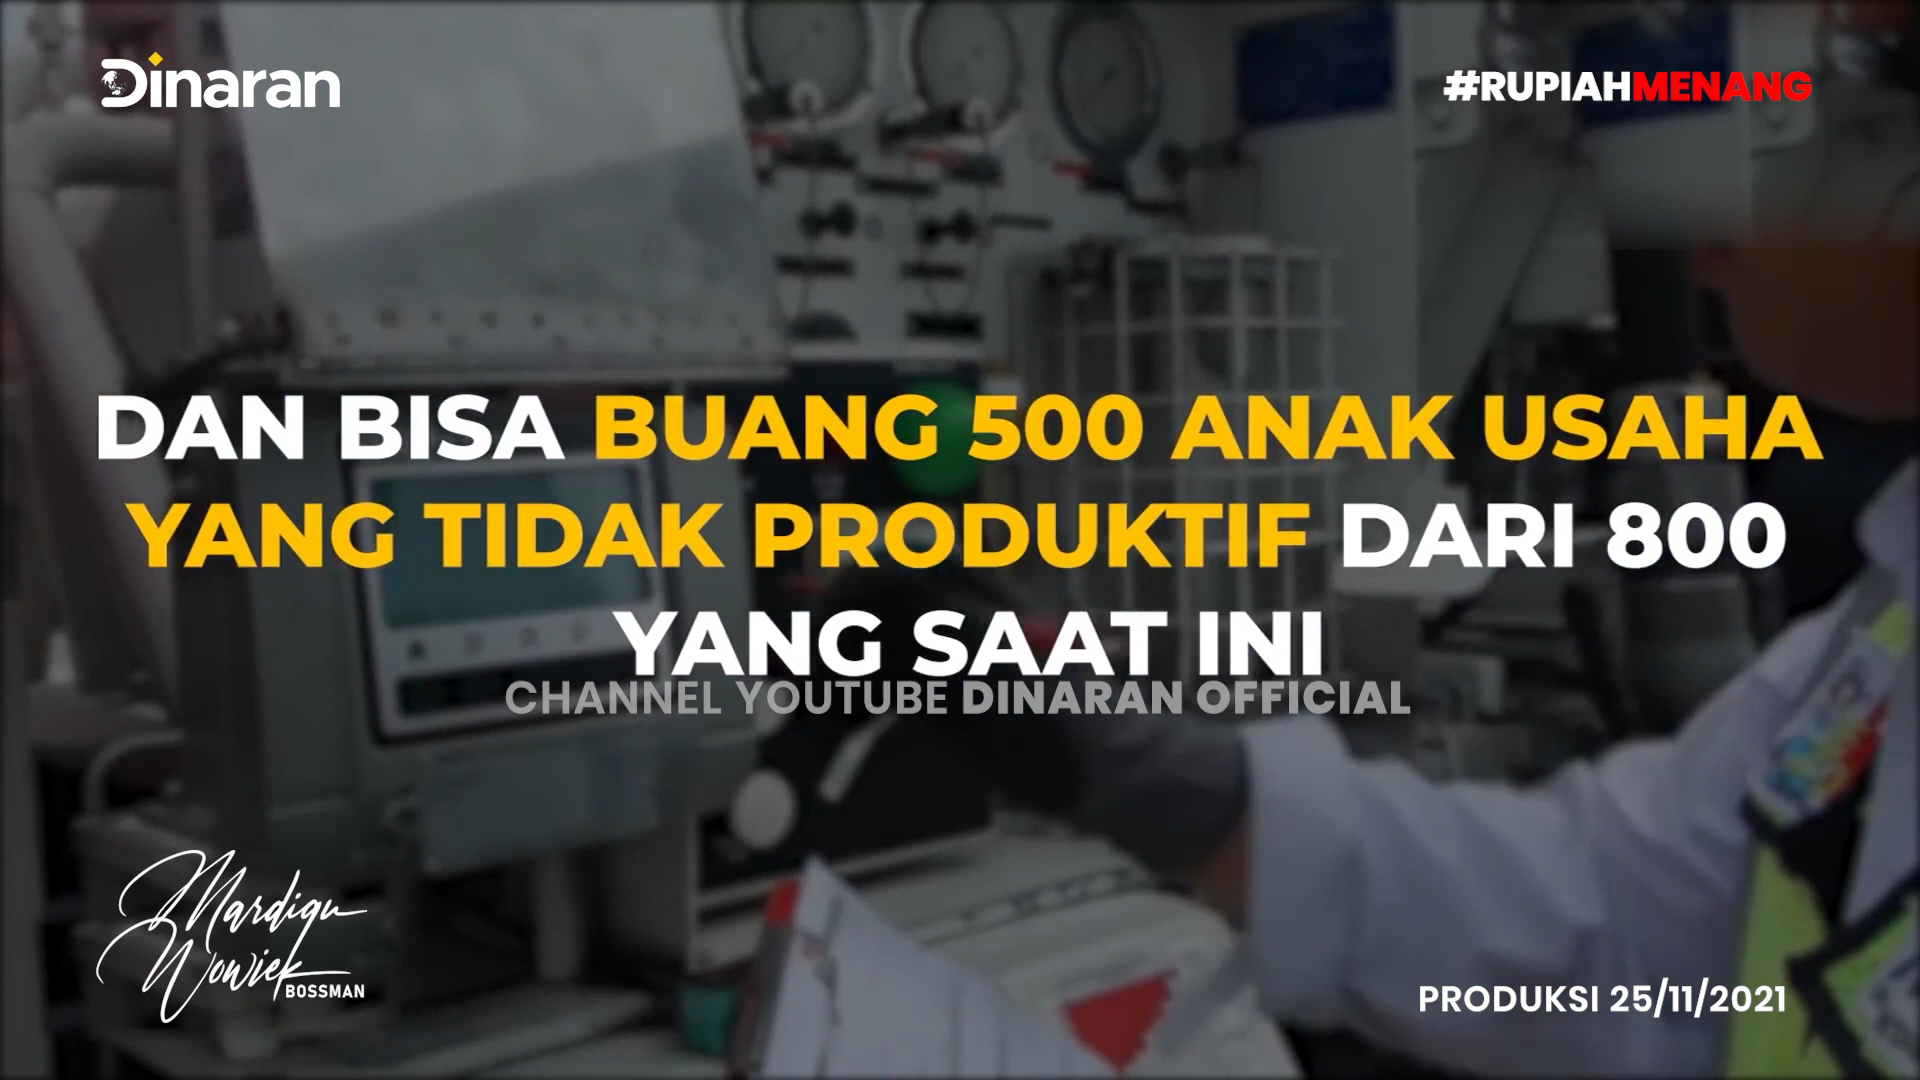 Dinaran
#RUPIAHMENANG
DAN BISA BUANG 500 ANAK USAHA
YANG TIDAK PRODUKTIF DARI 800
YANG SAAT INI
CHANNEL YOUTUBE DINARAN OFFICIAL
Mardigu
Wowiek
BOSSMAN
PRODUKSI 25/11/2021